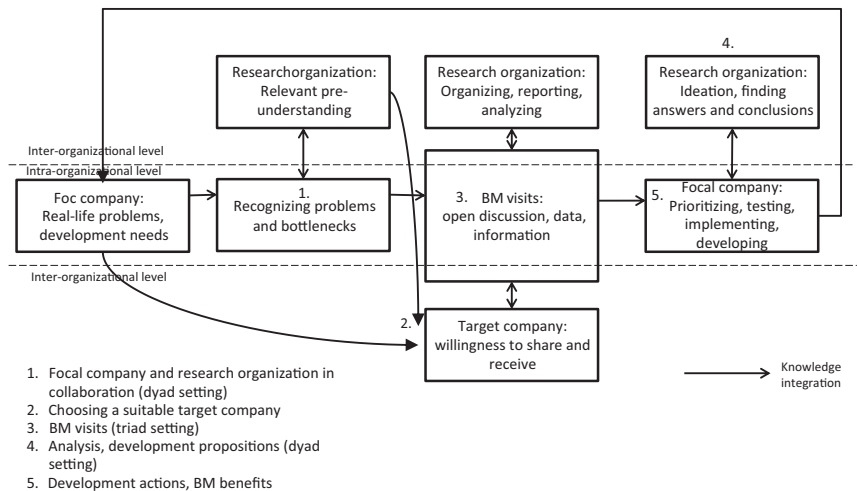 4.
Researchorganization:
Relevant pre-
understanding
Research organization:
Organizing, reporting,
analyzing
Research organization:
Ideation, finding
answers and conclusions
Inter-organizational level
Intra-organizational level
Foc company:
Real-life problems,
development needs
1.
Recognizing problems
and bottlenecks
3. BM visits:
open discussion, data,
information
5.
Focal company:
Prioritizing, testing,
implementing,
developing
Inter-organizational level
2.
Target company:
willingness to share and
receive
1. Focal company and research organization in
collaboration (dyad setting)
2. Choosing a suitable target company
3. BM visits (triad setting)
4. Analysis, development propositions (dyad
setting)
5. Development actions, BM benefits
Knowledge
integration